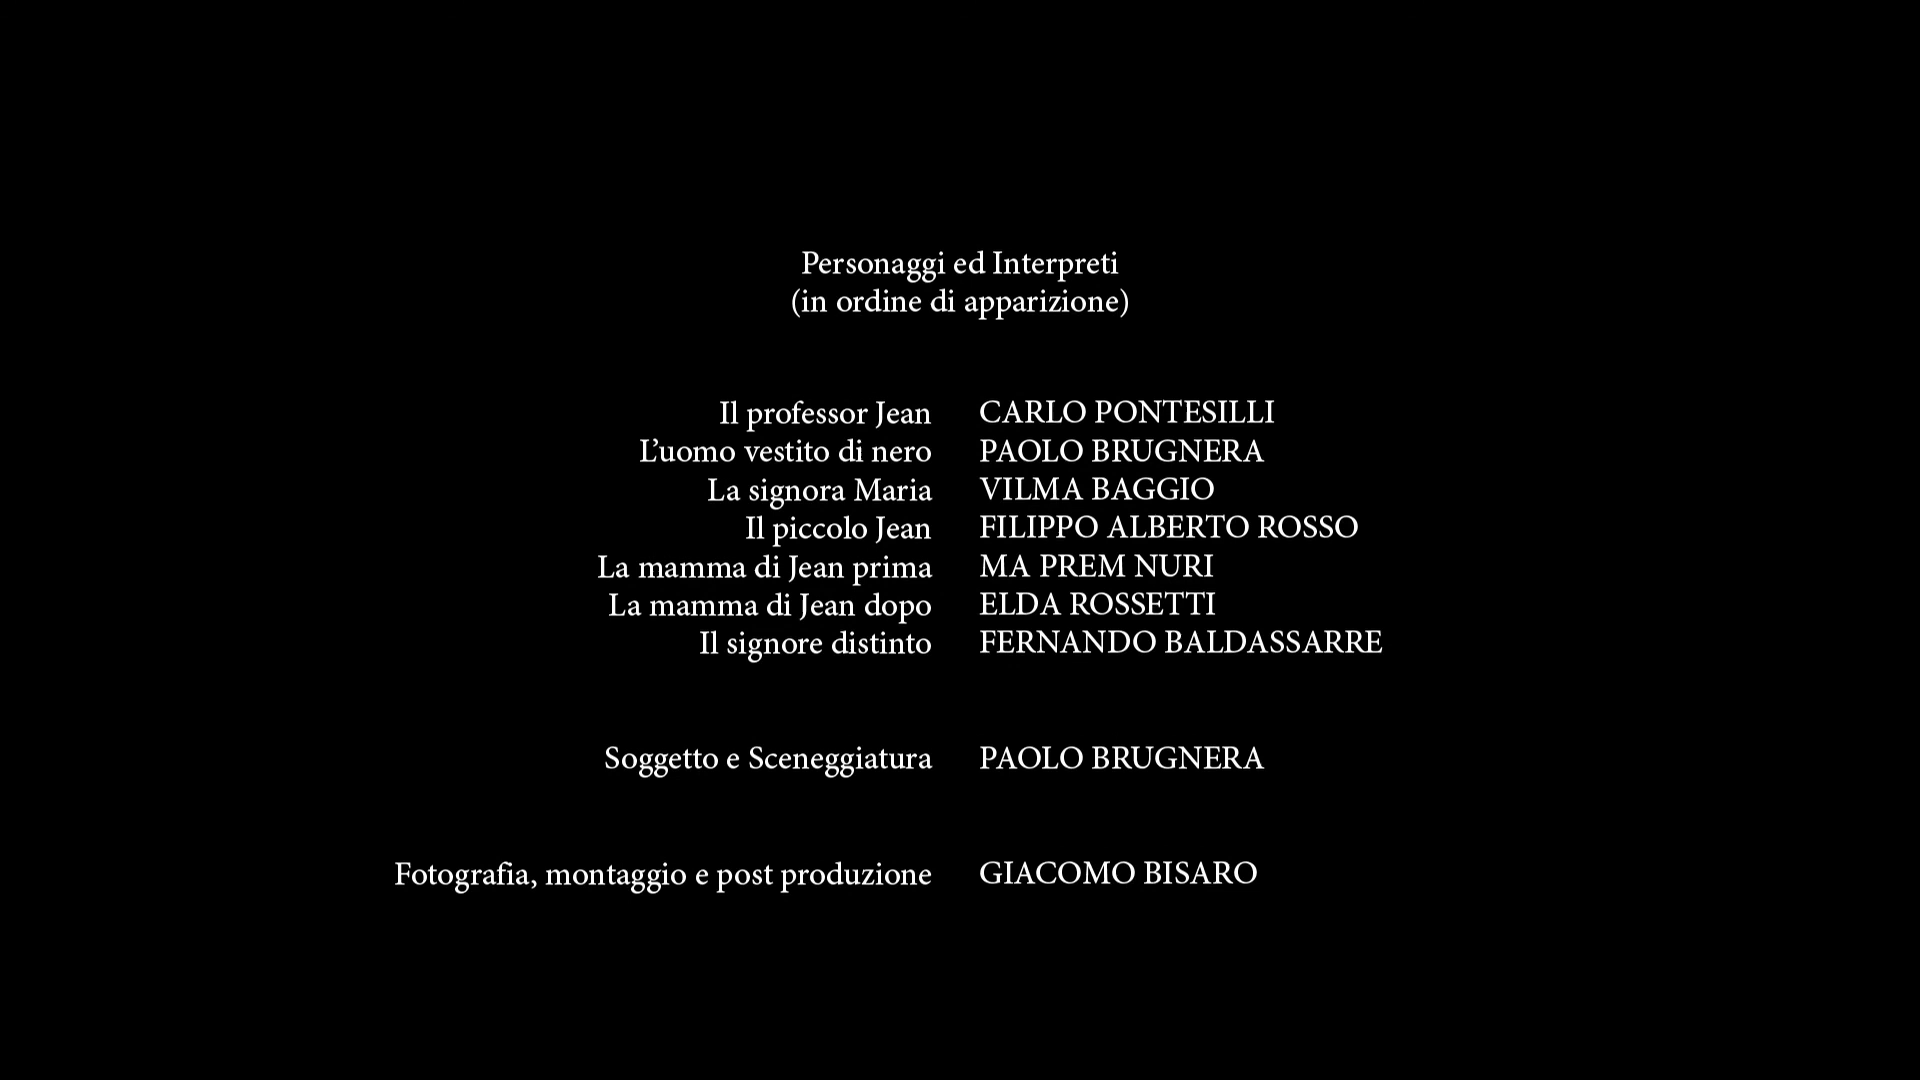 Personaggi ed Interpreti
(in ordine di apparizione)
Il professor Jean CARLO PONTESILLI
L’uomo vestito di nero PAOLO BRUGNERA
La signora Maria VILMA BAGGIO
Il piccolo Jean FILIPPO ALBERTO ROSSO
La mamma di Jean prima MA PREM NURI
La mamma di Jean dopo ELDA ROSSETTI
Il signore distinto FERNANDO BALDASSARRE
Soggetto e Sceneggiatura PAOLO BRUGNERA
Fotografia, montaggio e post produzione GIACOMO BISARO